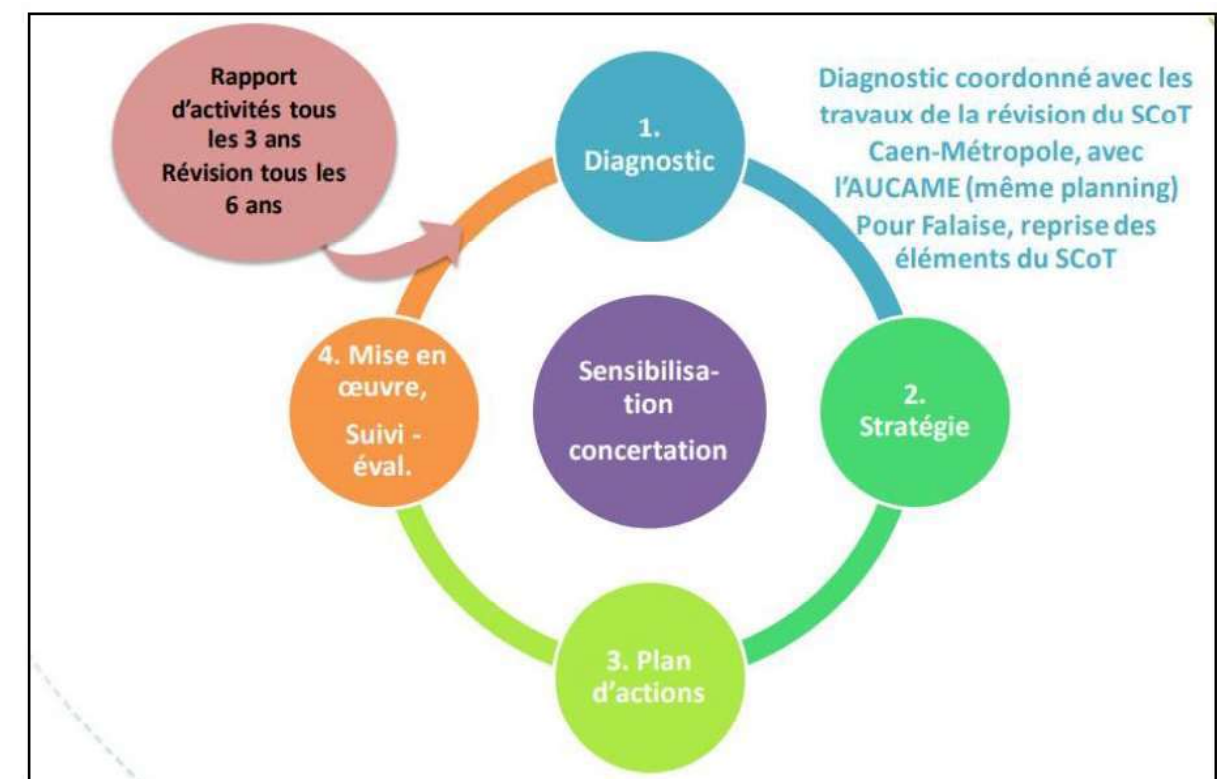 Rapport
d'activités tous
les 3 ans
Révision tous les
6 ans
1.
Diagnostic
Diagnostic coordonné avec les
travaux de la révision du SCoT
Caen-Métropole, avec
l'AUCAME (même planning)
Pour Falaise, reprise des
éléments du SCoT
4. Mise en
œuvre,
Suivi -
éval.
Sensibilisa-
tion
concertation
2.
Stratégie
3. Plan
d'actions